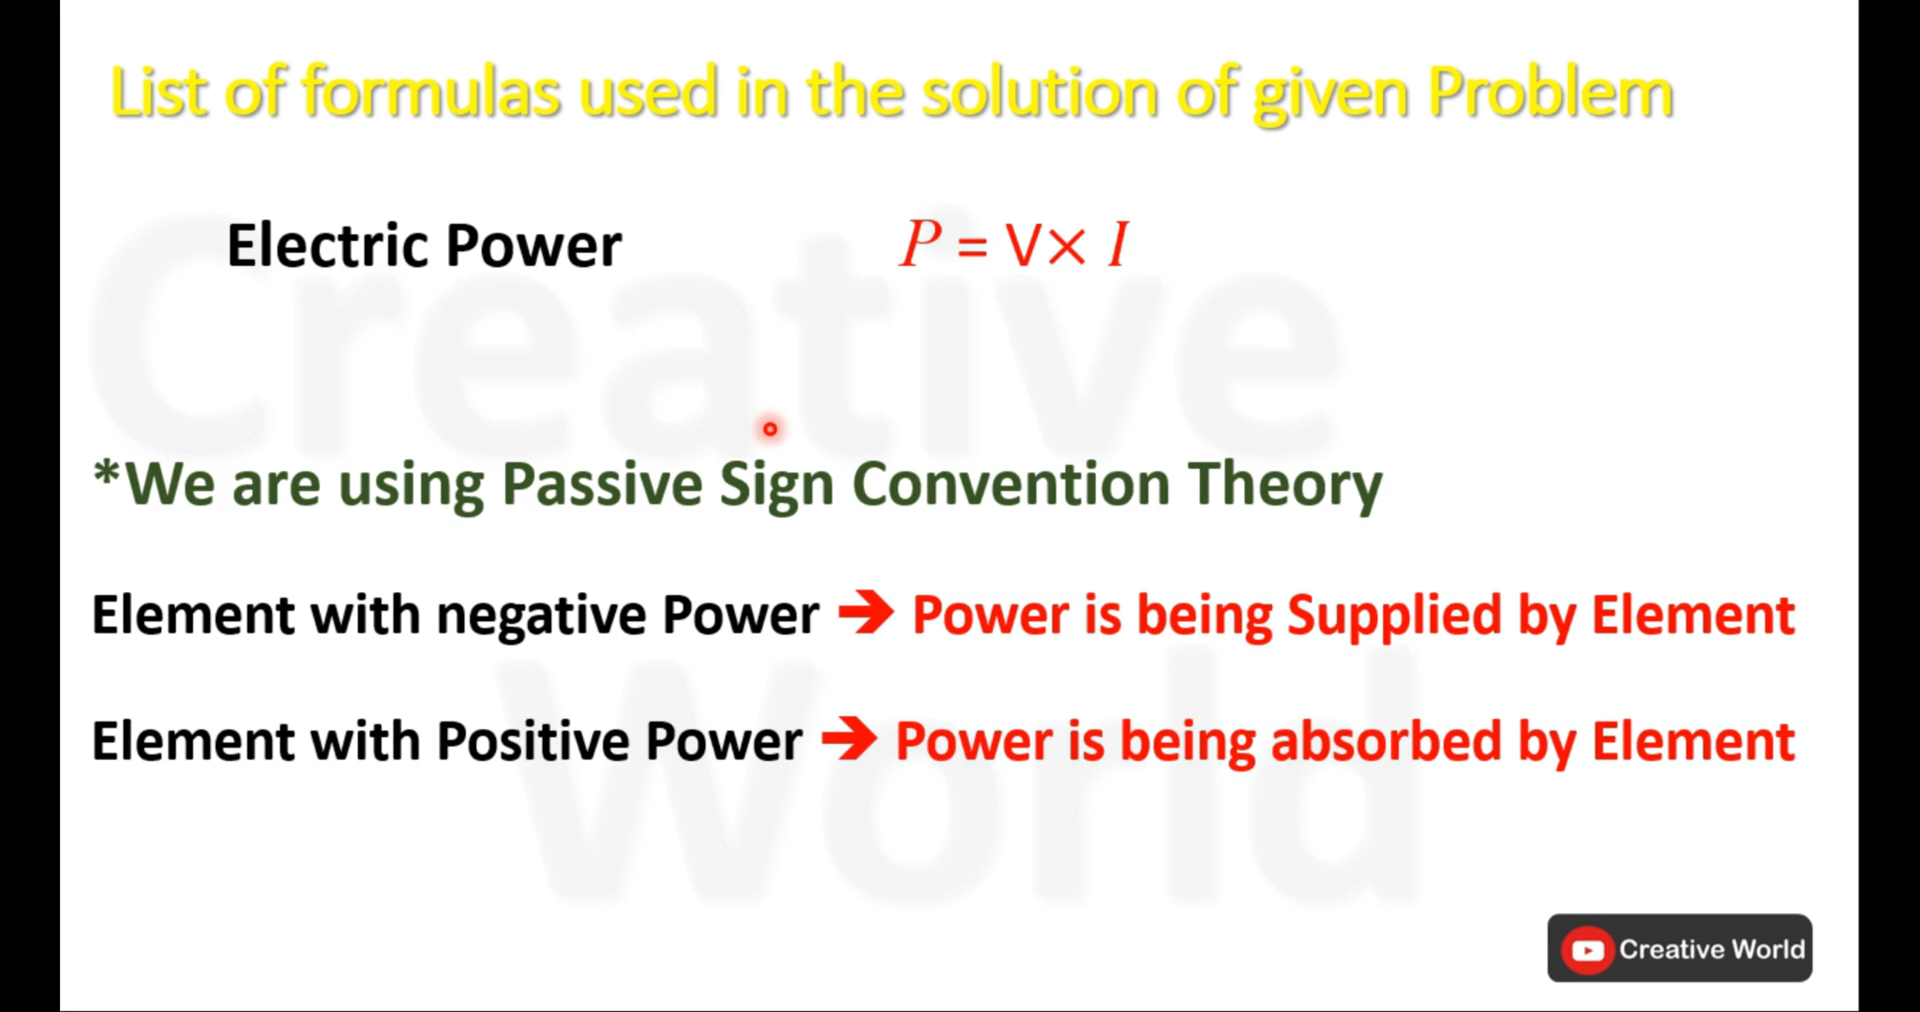 List of formulas used in the solution of given Problem
Electric Power P = V× I
*We are using Passive Sign Convention Theory
Element with negative Power ➔ Power is being Supplied by Element
Element with Positive Power ➔ Power is being absorbed by Element
Creative
World
Creative World